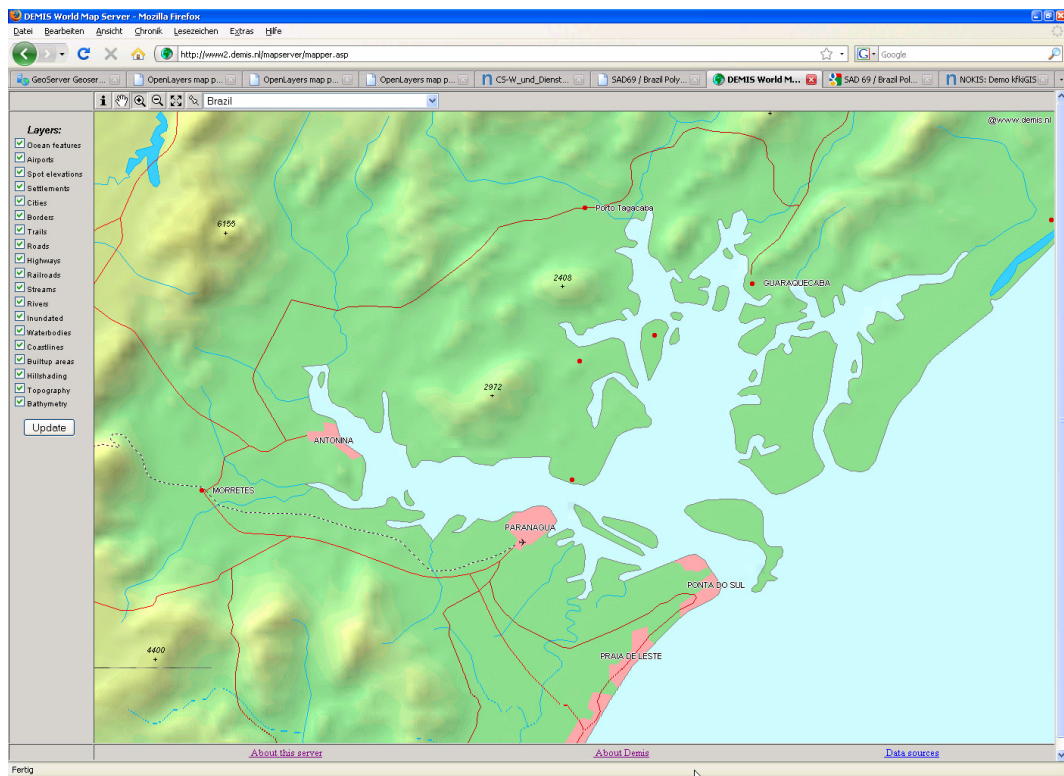 DEMIS World Map Server - Mozilla Firefox
Datei Bearbeiten Ansicht Chronik Lesezeichen Extras Hilfe
http://www2.demis.nl/mapserver/mapper.asp
Google
GeoServer Geoser...
OpenLayers map p...
OpenLayers map p...
OpenLayers map p...
CS-W_und_Dienst...
SAD69 / Brazil Poly...
DEMIS World M...
SAD 69 / Brazil Pol...
NOKIS: Demo kfkiGIS
Brazil
@www.demis.nl
Layers:
Ocean features
Airports
Spot elevations
Settlements
Cities
Borders
Trails
Roads
Highways
Railroads
Streams
Rivers
Inundated
Waterbodies
Coastlines
Builtup areas
Hillshading
Topography
Bathymetry
Update
Porto Tagacaba
6155
2408
GUARAQUECABA
2972
ANTONINA
MORRETES
PARANAGUA
PONTA DO SUL
4400
PRAIA DE LESTE
About this server
About Demis
Data sources
Fertig